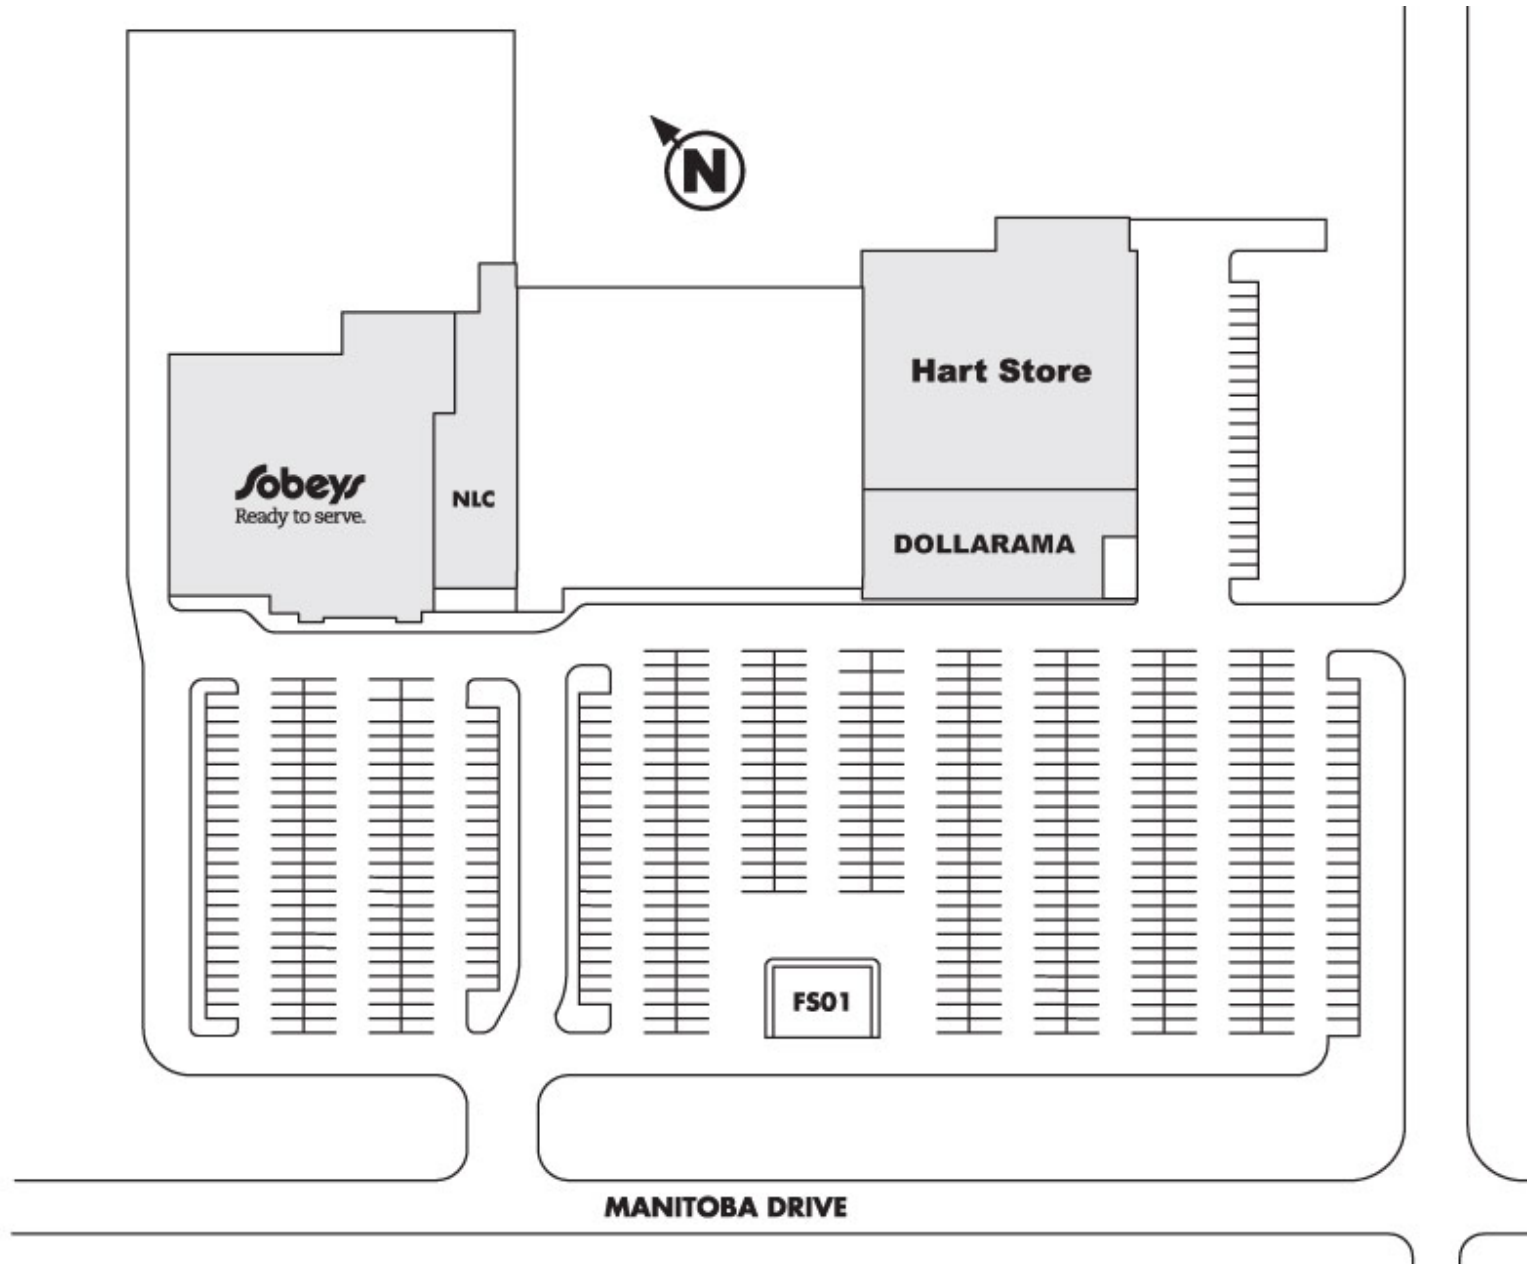 N
Hart Store
Sobeys
Ready to serve.
NLC
DOLLARAMA
FS01
MANITOBA DRIVE